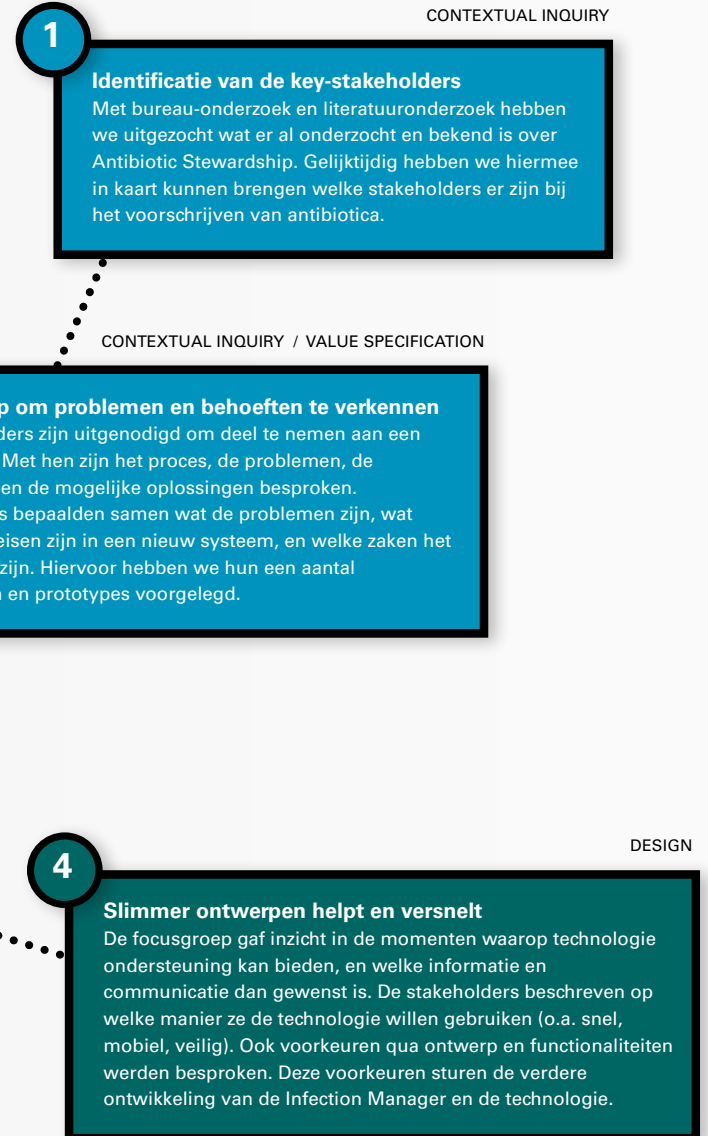 CONTEXTUAL INQUIRY
1
Identificatie van de key-stakeholders
Met bureau-onderzoek en literatuuronderzoek hebben
we uitgezocht wat er al onderzocht en bekend is over
Antibiotic Stewardship. Gelijktijdig hebben we hiermee
in kaart kunnen brengen welke stakeholders er zijn bij
het voorschrijven van antibiotica.
CONTEXTUAL INQUIRY / VALUE SPECIFICATION
om problemen en behoeften te verkennen
zijn uitgenodigd om deel te nemen aan een
Met hen zijn het proces, de problemen, de
en de mogelijke oplossingen besproken.
bepaalden samen wat de problemen zijn, wat
eisen zijn in een nieuw systeem, en welke zaken het
zijn. Hiervoor hebben we hun een aantal
en prototypes voorgelegd.
DESIGN
4
Slimmer ontwerpen helpt en versnelt
De focusgroep gaf inzicht in de momenten waarop technologie
ondersteuning kan bieden, en welke informatie en
communicatie dan gewenst is. De stakeholders beschreven op
welke manier ze de technologie willen gebruiken (o.a. snel,
mobiel, veilig). Ook voorkeuren qua ontwerp en functionaliteiten
werden besproken. Deze voorkeuren sturen de verdere
ontwikkeling van de Infection Manager en de technologie.